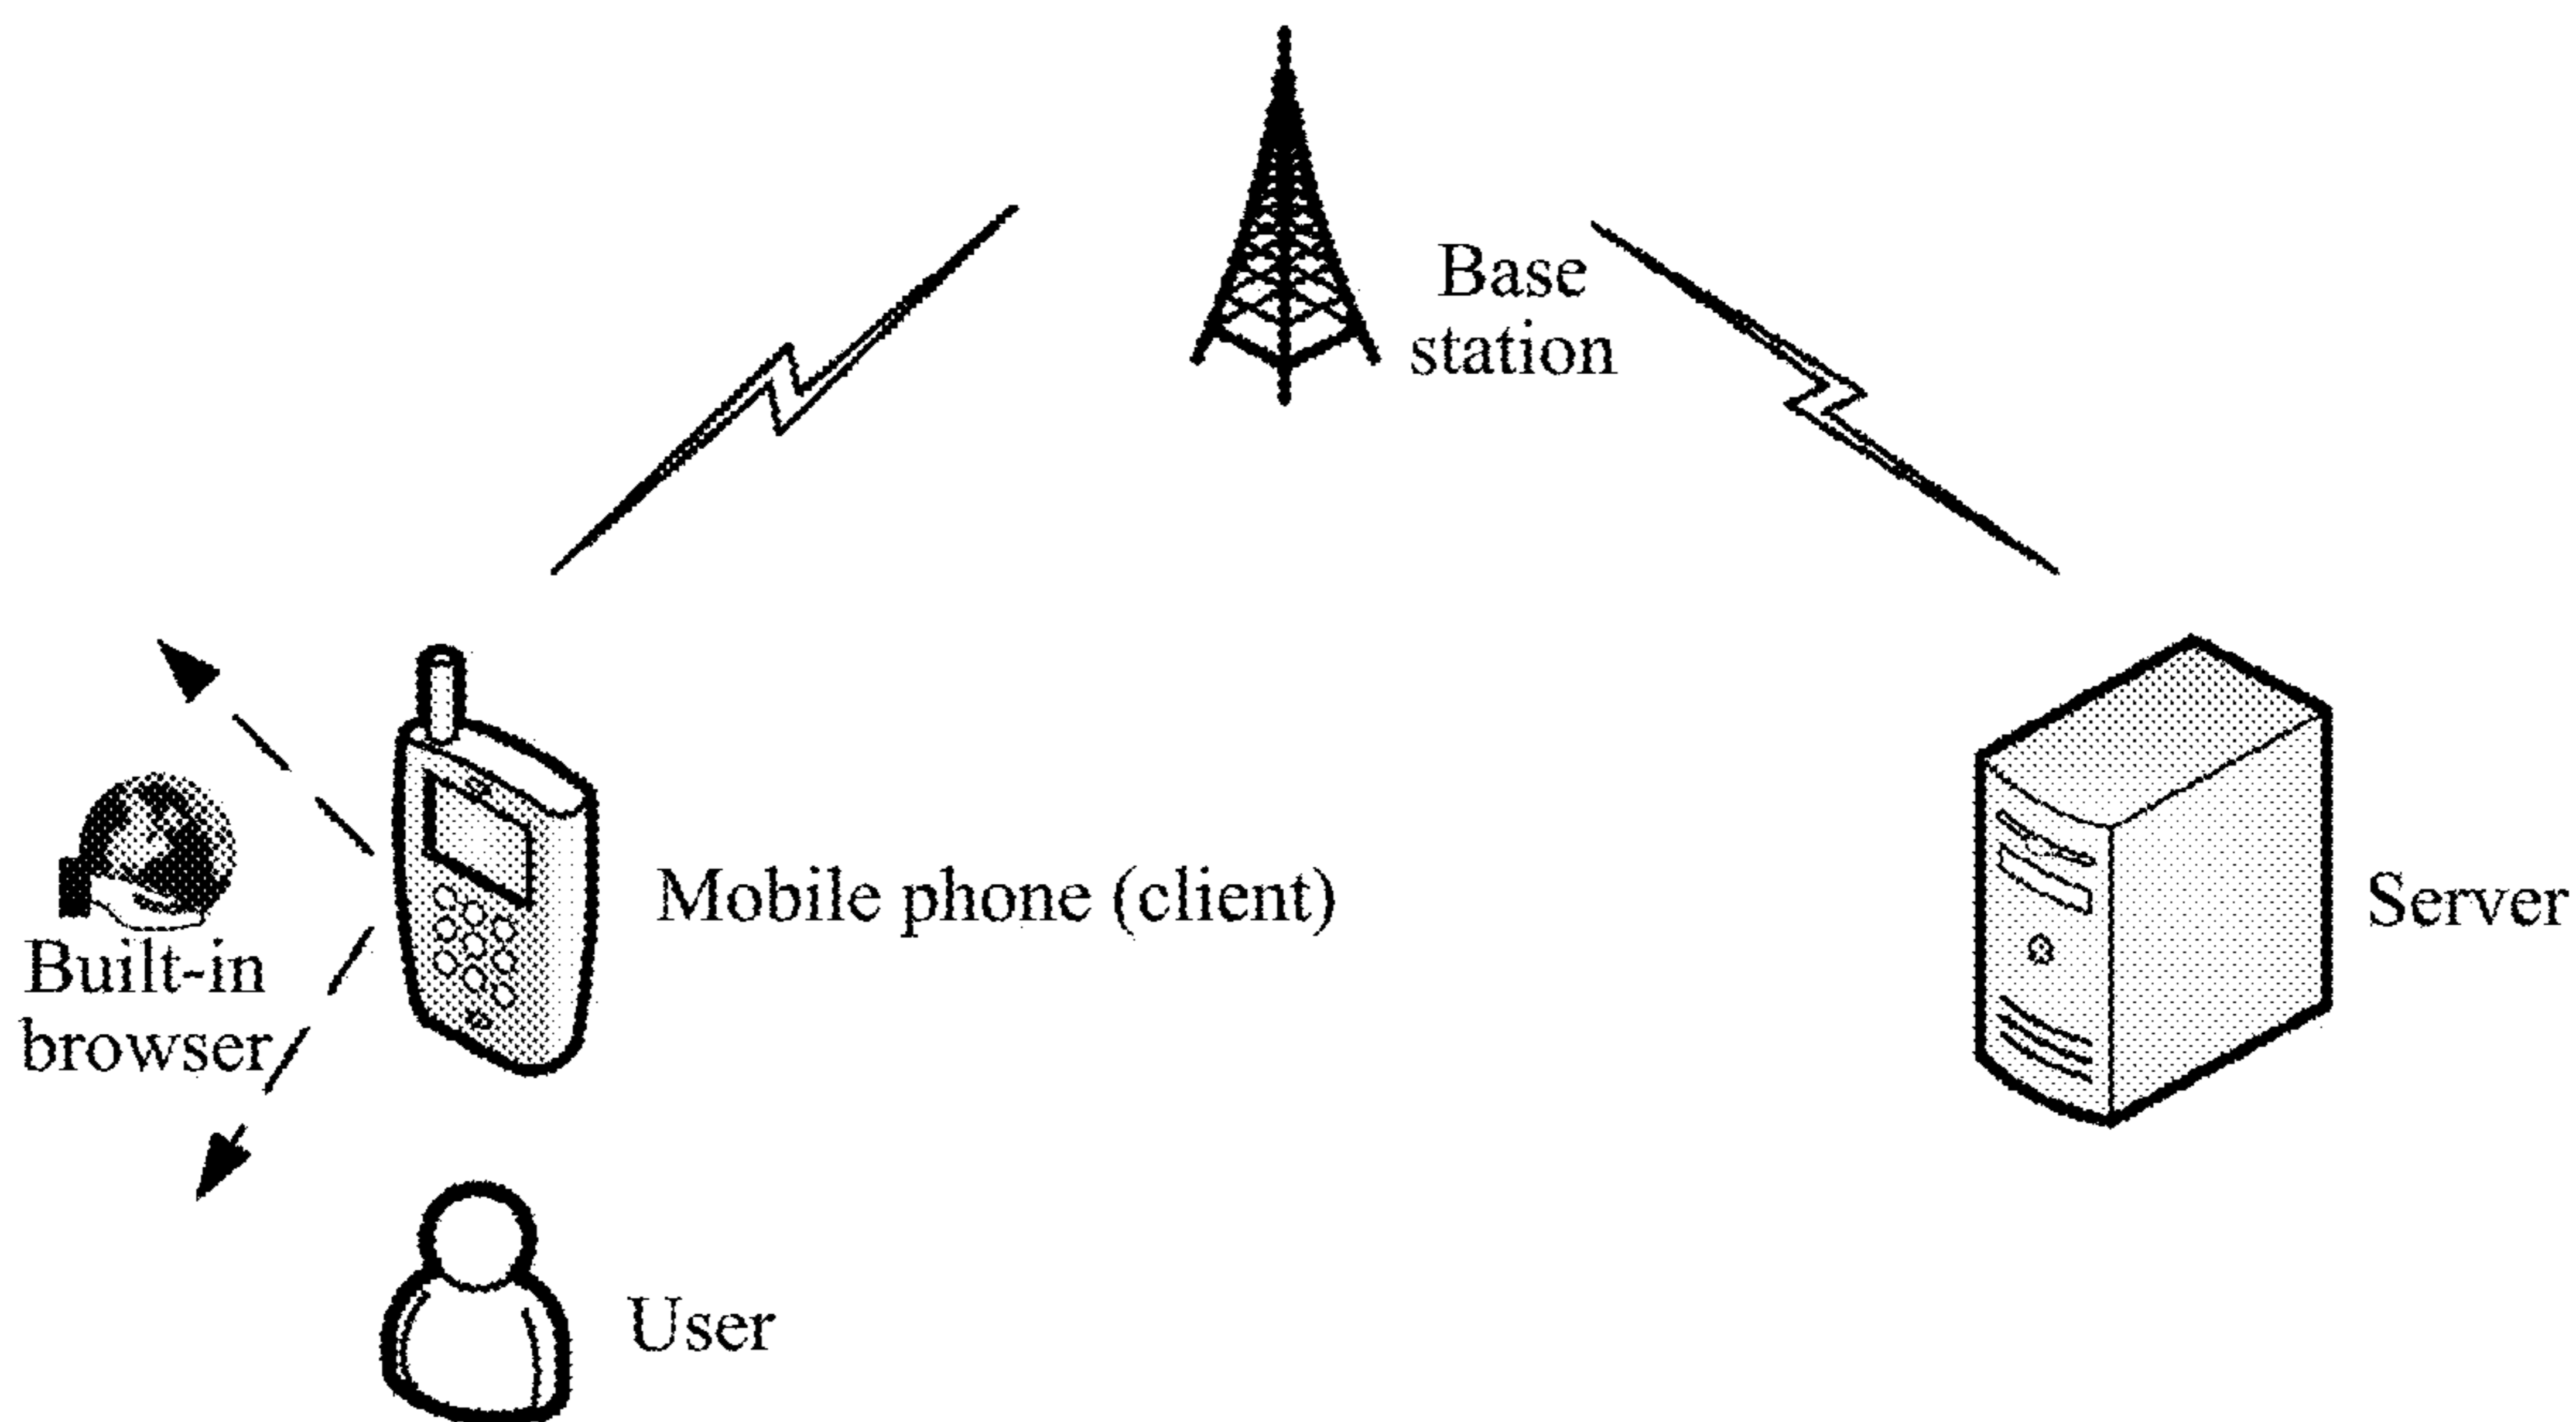 Base
station
Mobile phone (client)
Server
Built-in
browser
User